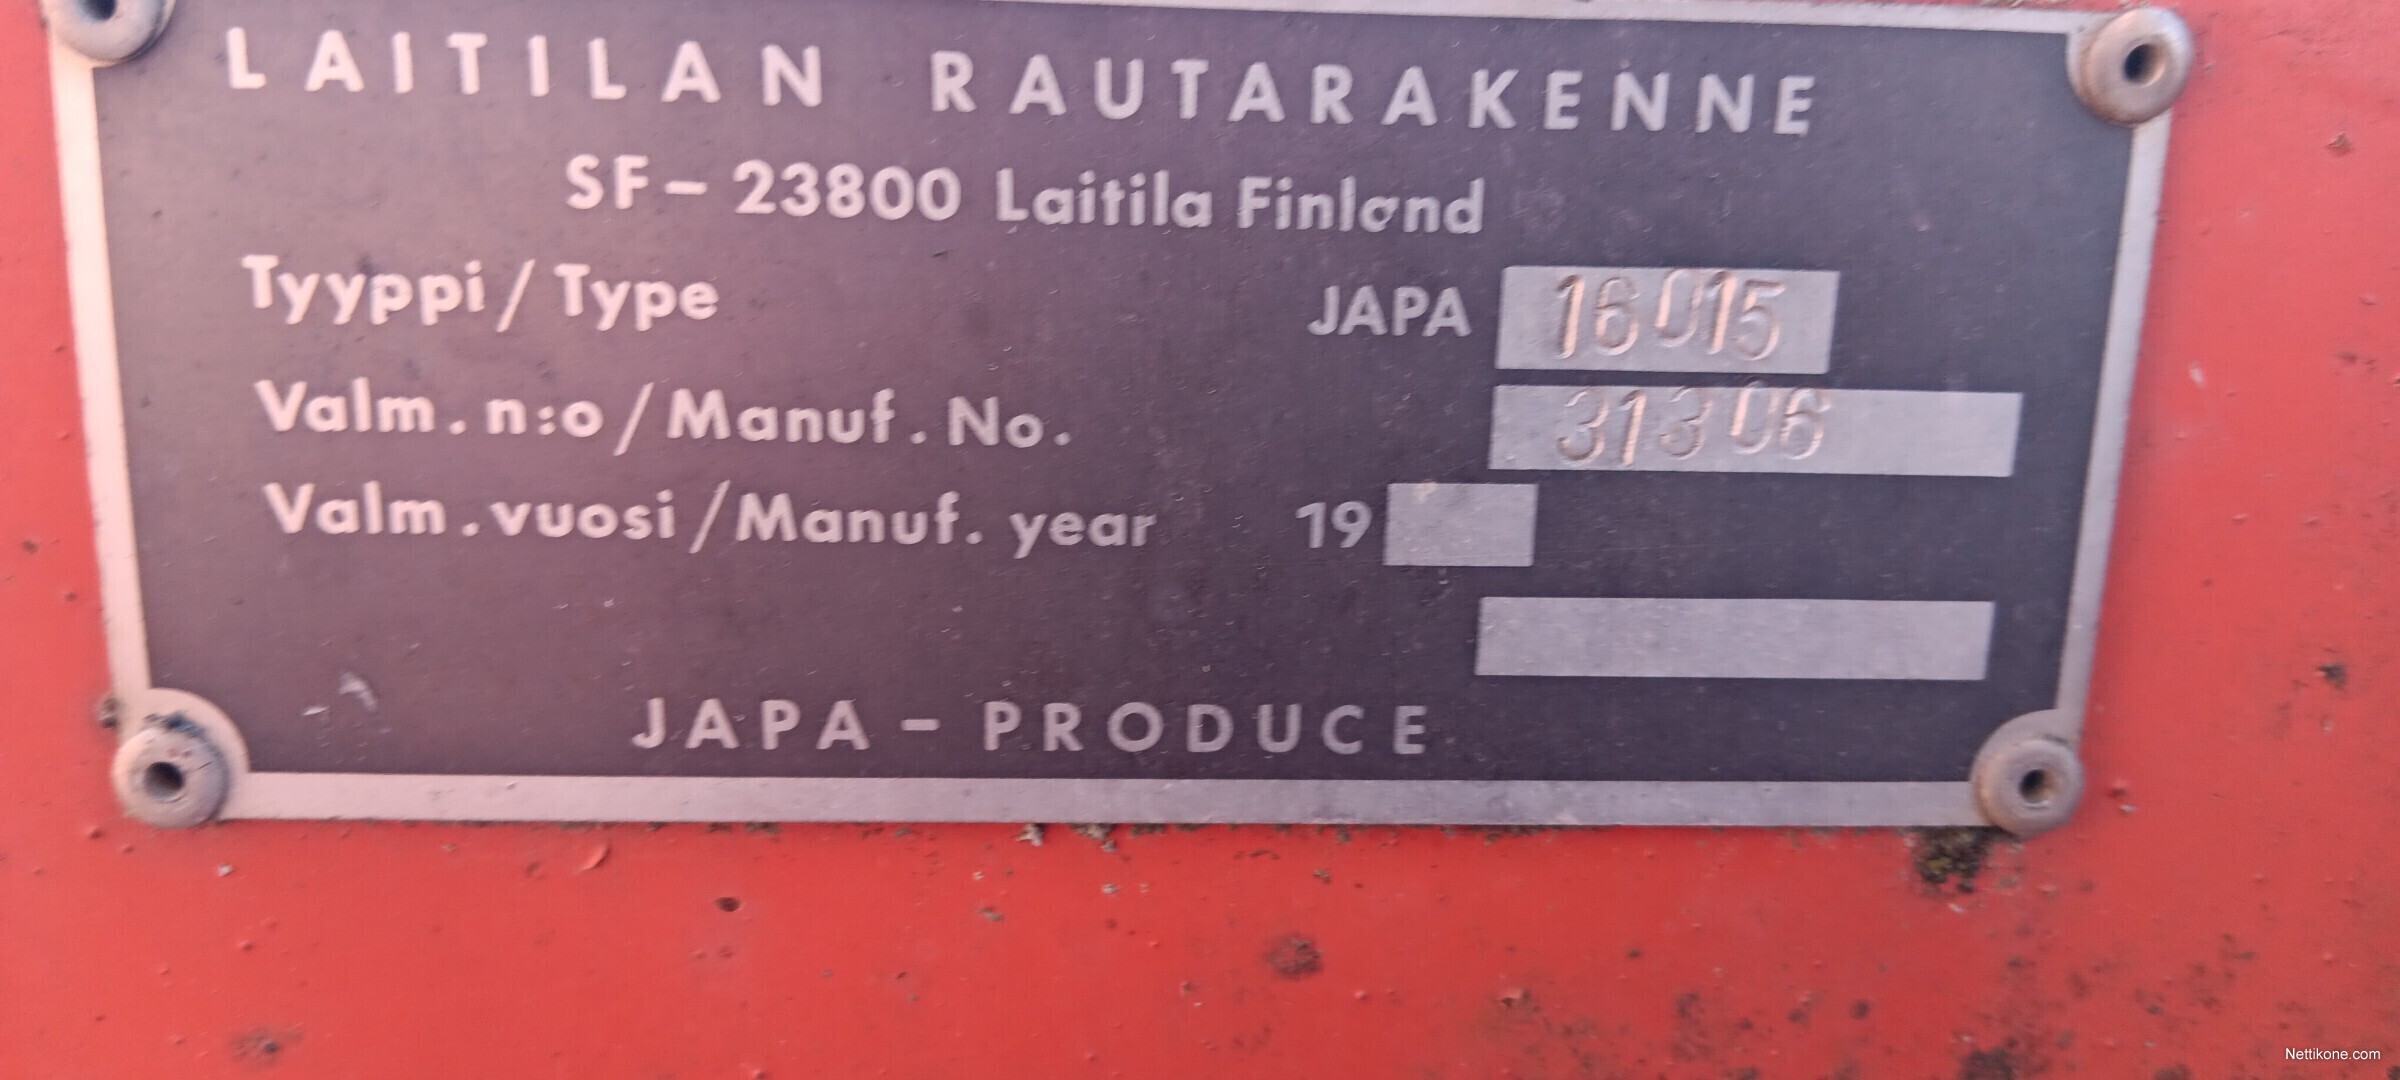 LAITILAN RAUTARAKENNE
SF-23800 Laitila Finland
Tyyppi/Type JAPA 16015
Valm.n:o/Manuf.No. 31306
Valm.vuosi/Manuf. year 19
JAPA-PRODUCE
Nettikone.com